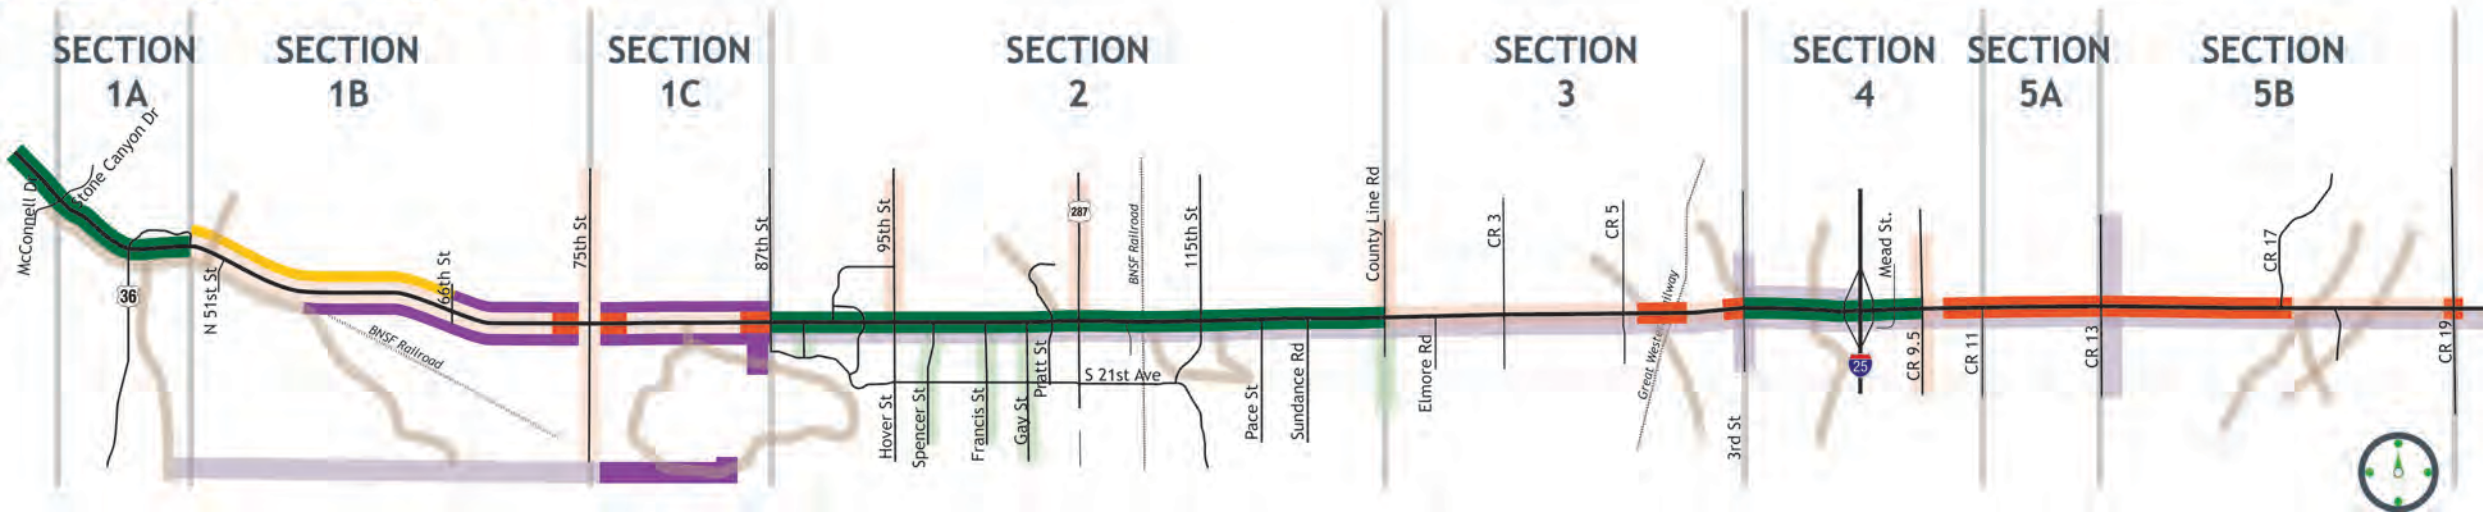 SECTION
1A
SECTION
1B
SECTION
1C
SECTION
2
SECTION
3
SECTION
4
SECTION
5A
SECTION
5B
McConnell Dr
Stone Canyon Dr
36
N 51st St
BNSF Railroad
66th St
75th St
87th St
95th St
Hover St
Spencer St
Francis St
Gay St
Pratt St
287
BNSF Railroad
S 21st Ave
115th St
Pace St
Sundance Rd
County Line Rd
Elmore Rd
CR 3
CR 5
Great Western Railway
3rd St
25
Mead St.
CR 9.5
CR 11
CR 13
CR 17
CR 19